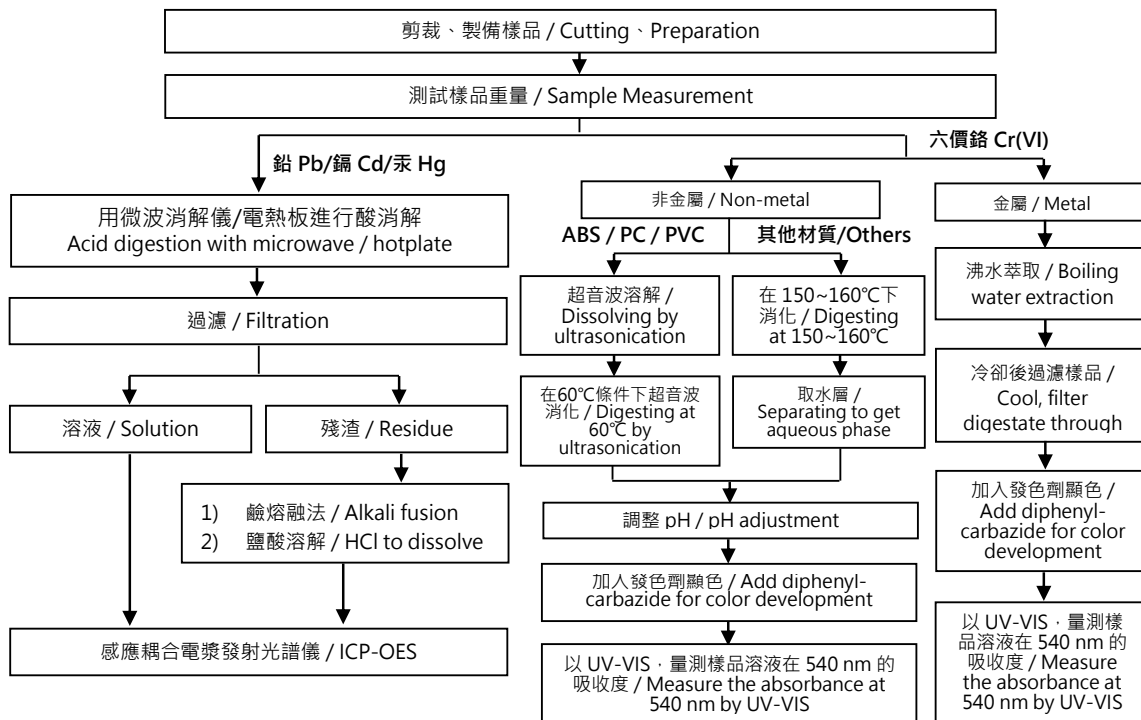 剪裁、製備樣品 / Cutting、Preparation
測試樣品重量 / Sample Measurement
鉛 Pb/鎘 Cd/汞 Hg
六價鉻 Cr(VI)
用微波消解儀/電熱板進行酸消解
Acid digestion with microwave / hotplate
過濾 / Filtration
溶液 / Solution
殘渣 / Residue
1) 鹼熔融法 / Alkali fusion
2) 鹽酸溶解 / HCl to dissolve
感應耦合電漿發射光譜儀 / ICP-OES
非金屬 / Non-metal
ABS / PC / PVC
其他材質/Others
超音波溶解 /
Dissolving by
ultrasonication
在60℃條件下超音波
消化 / Digesting at
60℃ by
ultrasonication
在 150~160℃下
消化 / Digesting
at 150~160℃
取水層 /
Separating to get
aqueous phase
調整 pH / pH adjustment
加入發色劑顯色 / Add diphenyl-
carbazide for color development
以 UV-VIS，量測樣品溶液在 540 nm 的
吸收度 / Measure the absorbance at
540 nm by UV-VIS
金屬 / Metal
沸水萃取 / Boiling
water extraction
冷卻後過濾樣品 /
Cool, filter
digestate through
加入發色劑顯色 /
Add diphenyl-
carbazide for color
development
以 UV-VIS，量測樣
品溶液在 540 nm 的
吸收度 / Measure
the absorbance at
540 nm by UV-VIS